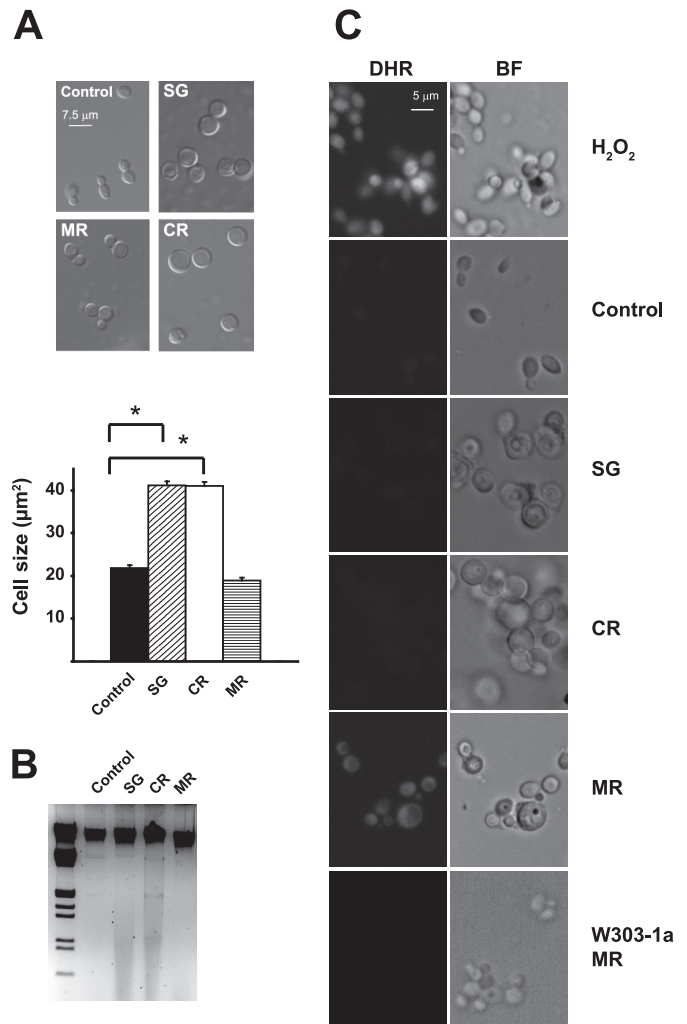 A
Control
7.5 µm
SG
MR
CR
*
*
Cell size (µm²)
40
30
20
10
Control
SG
CR
MR
B
Control
SG
CR
MR
C
DHR
BF
5 µm
H₂O₂
Control
SG
CR
MR
W303-1a
MR